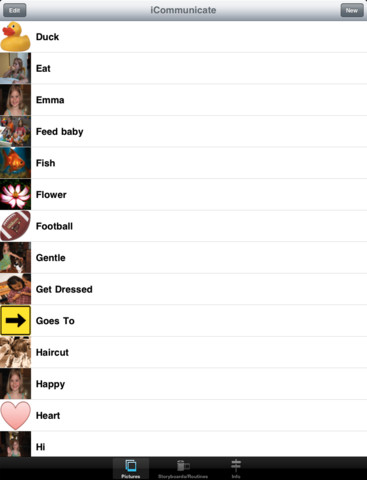 Edit
iCommunicate
New
Duck
Eat
Emma
Feed baby
Fish
Flower
Football
Gentle
Get Dressed
Goes To
Haircut
Happy
Heart
Hi
Pictures
Storyboards/Routines
Info